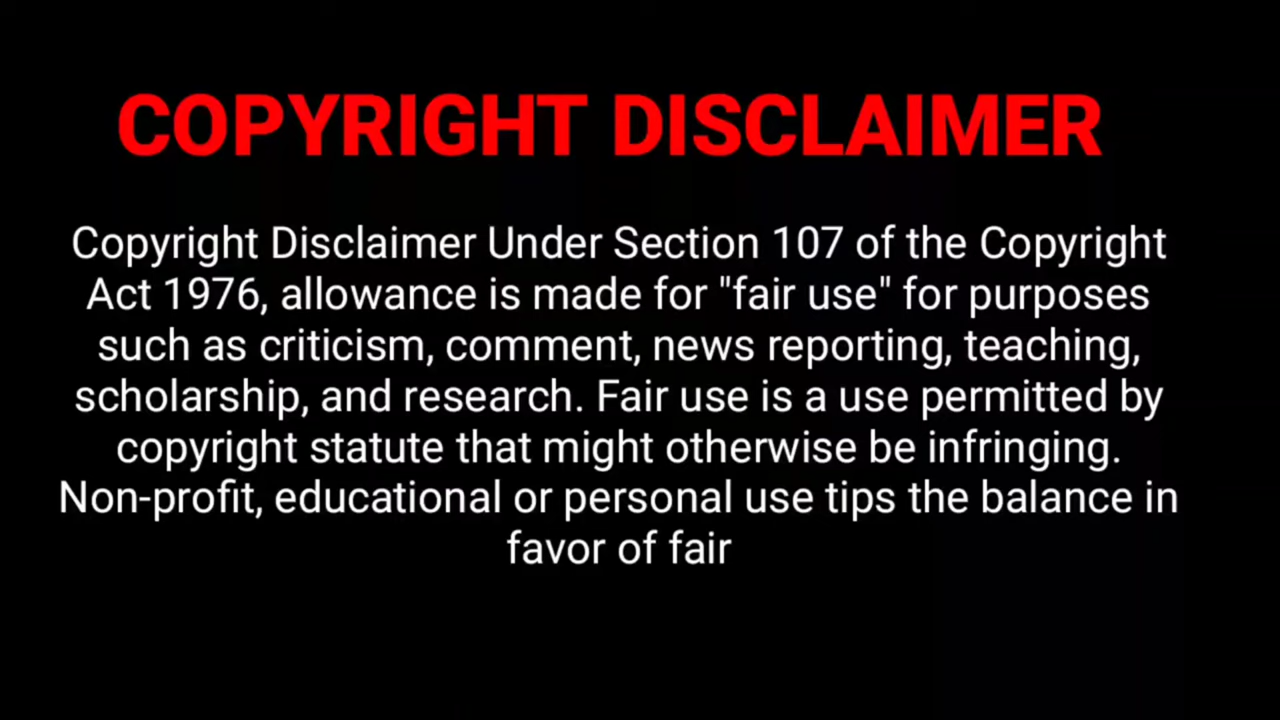 COPYRIGHT DISCLAIMER
Copyright Disclaimer Under Section 107 of the Copyright
Act 1976, allowance is made for "fair use" for purposes
such as criticism, comment, news reporting, teaching,
scholarship, and research. Fair use is a use permitted by
copyright statute that might otherwise be infringing.
Non-profit, educational or personal use tips the balance in
favor of fair